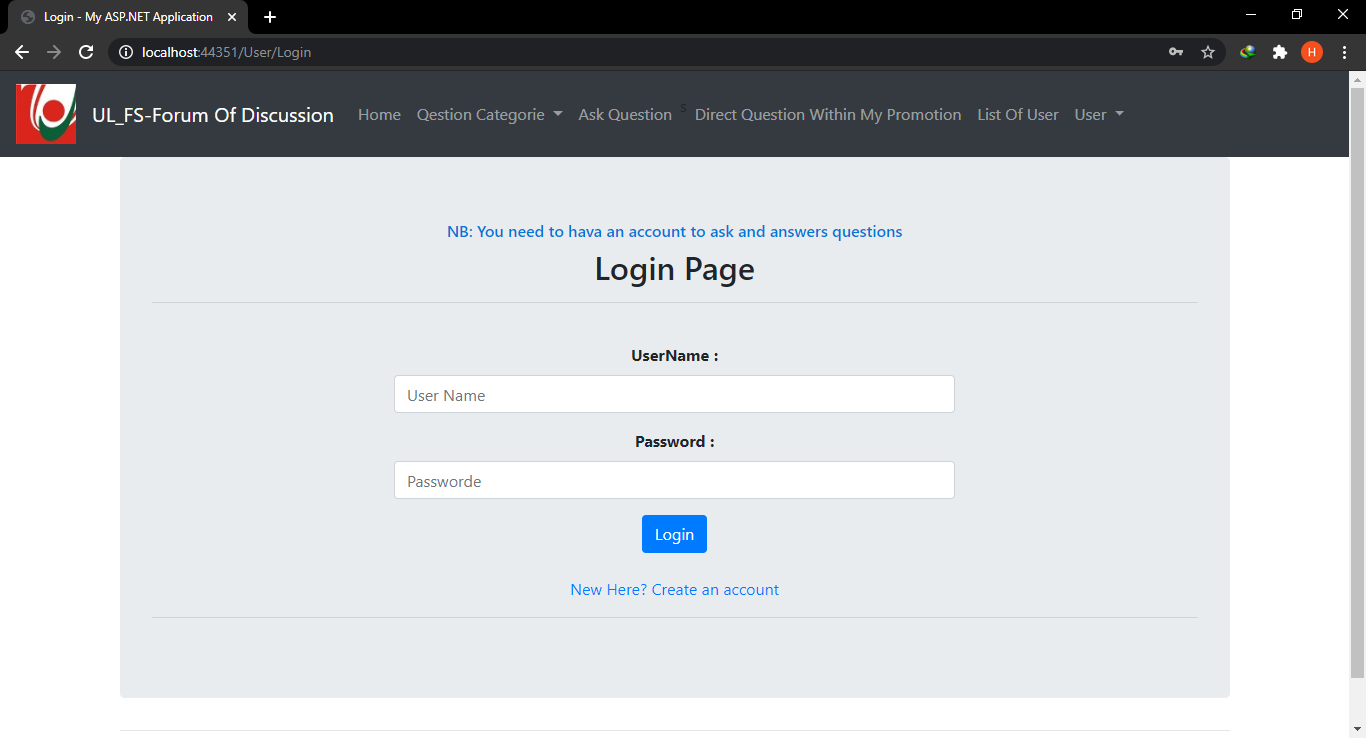 Login - My ASP.NET Application
localhost:44351/User/Login
H
UL_FS-Forum Of Discussion Home Qestion Categorie Ask Question s Direct Question Within My Promotion List Of User User
NB: You need to hava an account to ask and answers questions
Login Page
UserName :
User Name
Password :
Passworde
Login
New Here? Create an account